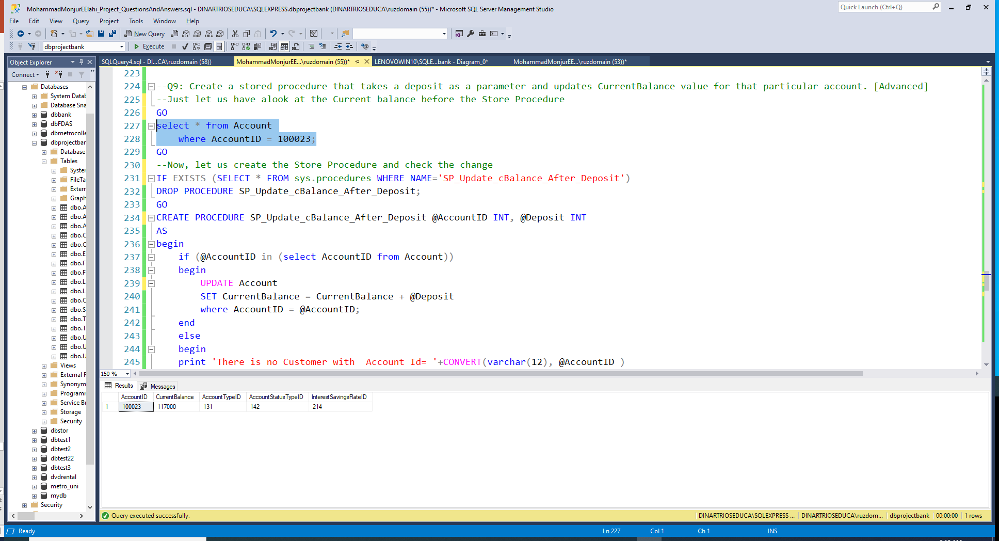 MohammadMonjurEElahi_Project_QuestionsAndAnswers.sql - DINARTRIOSEDUCA\SQLEXPRESS.dbprojectbank (DINARTRIOSEDUCA\ruzdomain (55))* - Microsoft SQL Server Management Studio
Quick Launch (Ctrl+Q)
File Edit View Query Project Tools Window Help
New Query MDX DMX XMLA DAX
dbprojectbank Execute
Object Explorer
SQLQuery4.sql - DI...CA\ruzdomain (58)) MohammadMonjurEE...\ruzdomain (55))* LENOVOWIN10\SQLE...bank - Diagram_0* MohammadMonjurEE...\ruzdomain (53))*
Connect
Databases
System Datal
Database Sna
dbbank
dbFDAS
dbmetrocolle
dbprojectbar
Database
Tables
Syster
FileTa
Extern
Graph
dbo.A
dbo.A
dbo.A
dbo.C
dbo.C
dbo.E
dbo.F
dbo.F
dbo.L
dbo.L
dbo.C
dbo.S
dbo.T
dbo.T
dbo.U
dbo.U
dbo.U
Views
External F
Synonym
Programr
Service Br
Storage
Security
dbstor
dbtest1
dbtest2
dbtest22
dbtest3
dvdrental
metro_uni
mydb
Security
223
224 --Q9: Create a stored procedure that takes a deposit as a parameter and updates CurrentBalance value for that particular account. [Advanced]
225 --Just let us have alook at the Current balance before the Store Procedure
226 GO
227 select * from Account
228 where AccountID = 100023;
229 GO
230 --Now, let us create the Store Procedure and check the change
231 IF EXISTS (SELECT * FROM sys.procedures WHERE NAME='SP_Update_cBalance_After_Deposit')
232 DROP PROCEDURE SP_Update_cBalance_After_Deposit;
233 GO
234 CREATE PROCEDURE SP_Update_cBalance_After_Deposit @AccountID INT, @Deposit INT
235 AS
236 begin
237 if (@AccountID in (select AccountID from Account))
238 begin
239 UPDATE Account
240 SET CurrentBalance = CurrentBalance + @Deposit
241 where AccountID = @AccountID;
242 end
243 else
244 begin
245 print 'There is no Customer with  Account Id= '+CONVERT(varchar(12), @AccountID )
150 %
Results Messages
AccountID CurrentBalance AccountTypeID AccountStatusTypeID InterestSavingsRateID
1 100023 117000 131 142 214
Query executed successfully. DINARTRIOSEDUCA\SQLEXPRESS ... DINARTRIOSEDUCA\ruzdom... dbprojectbank 00:00:00 1 rows
Ready Ln 227 Col 1 Ch 1 INS